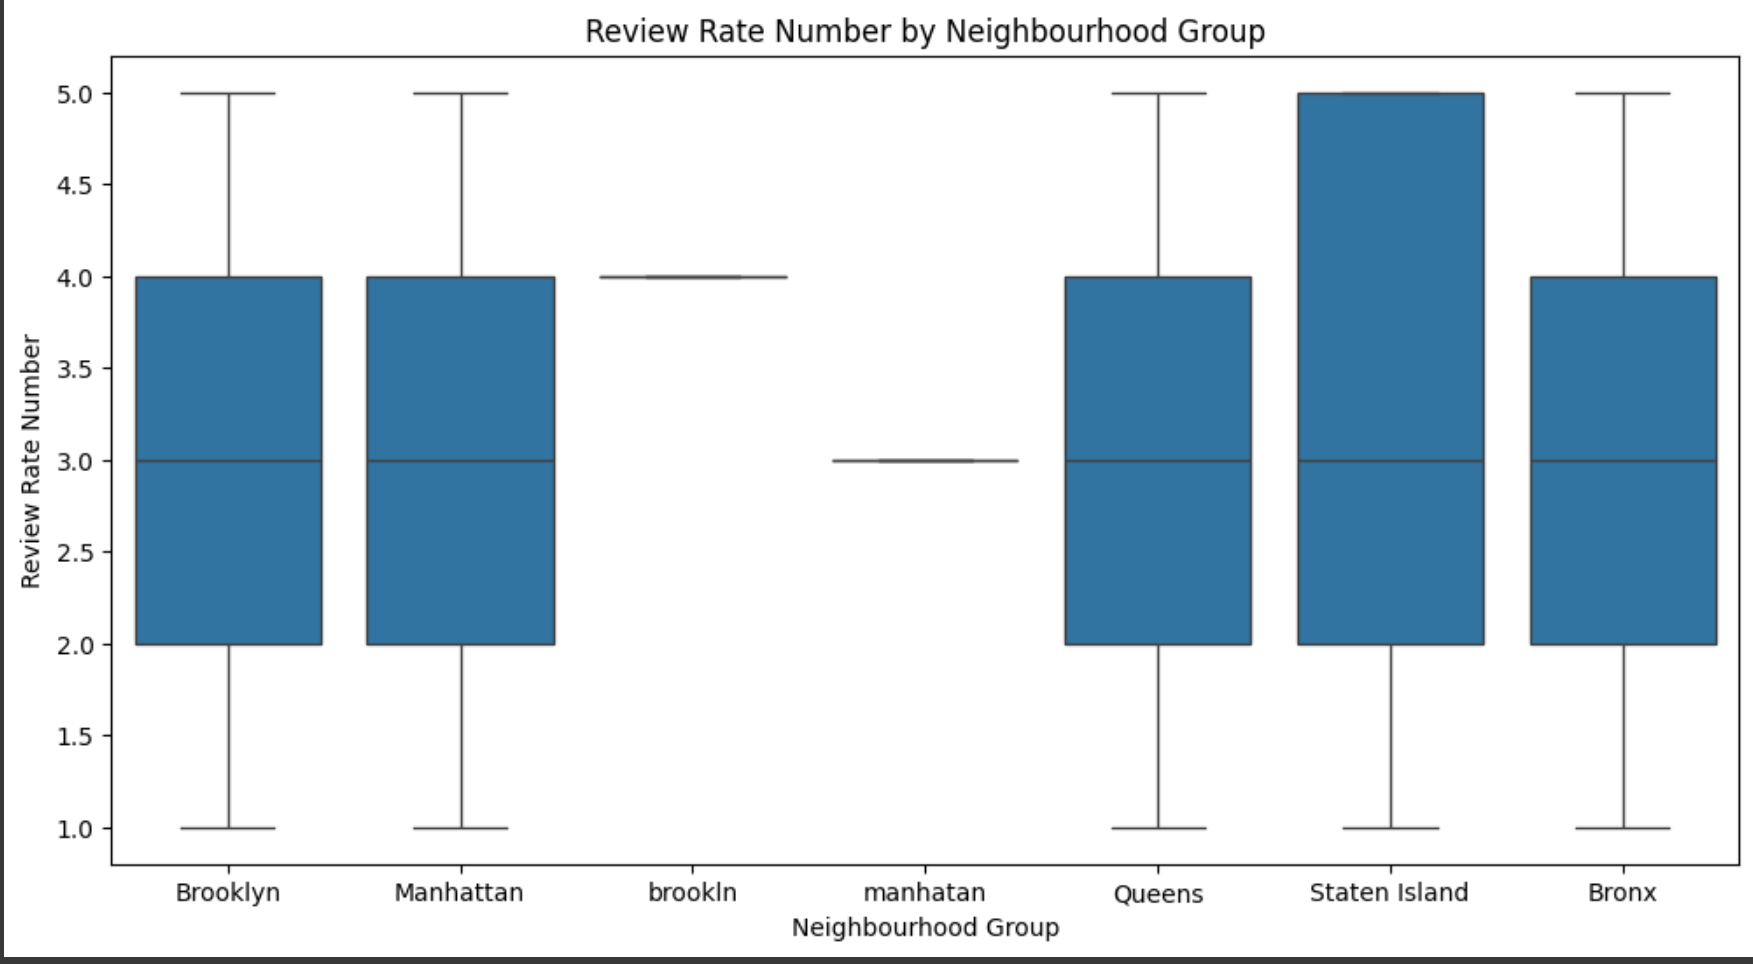 Review Rate Number by Neighbourhood Group
Review Rate Number
5.0
4.5
4.0
3.5
3.0
2.5
2.0
1.5
1.0
Brooklyn Manhattan brookln manhatan Queens Staten Island Bronx
Neighbourhood Group